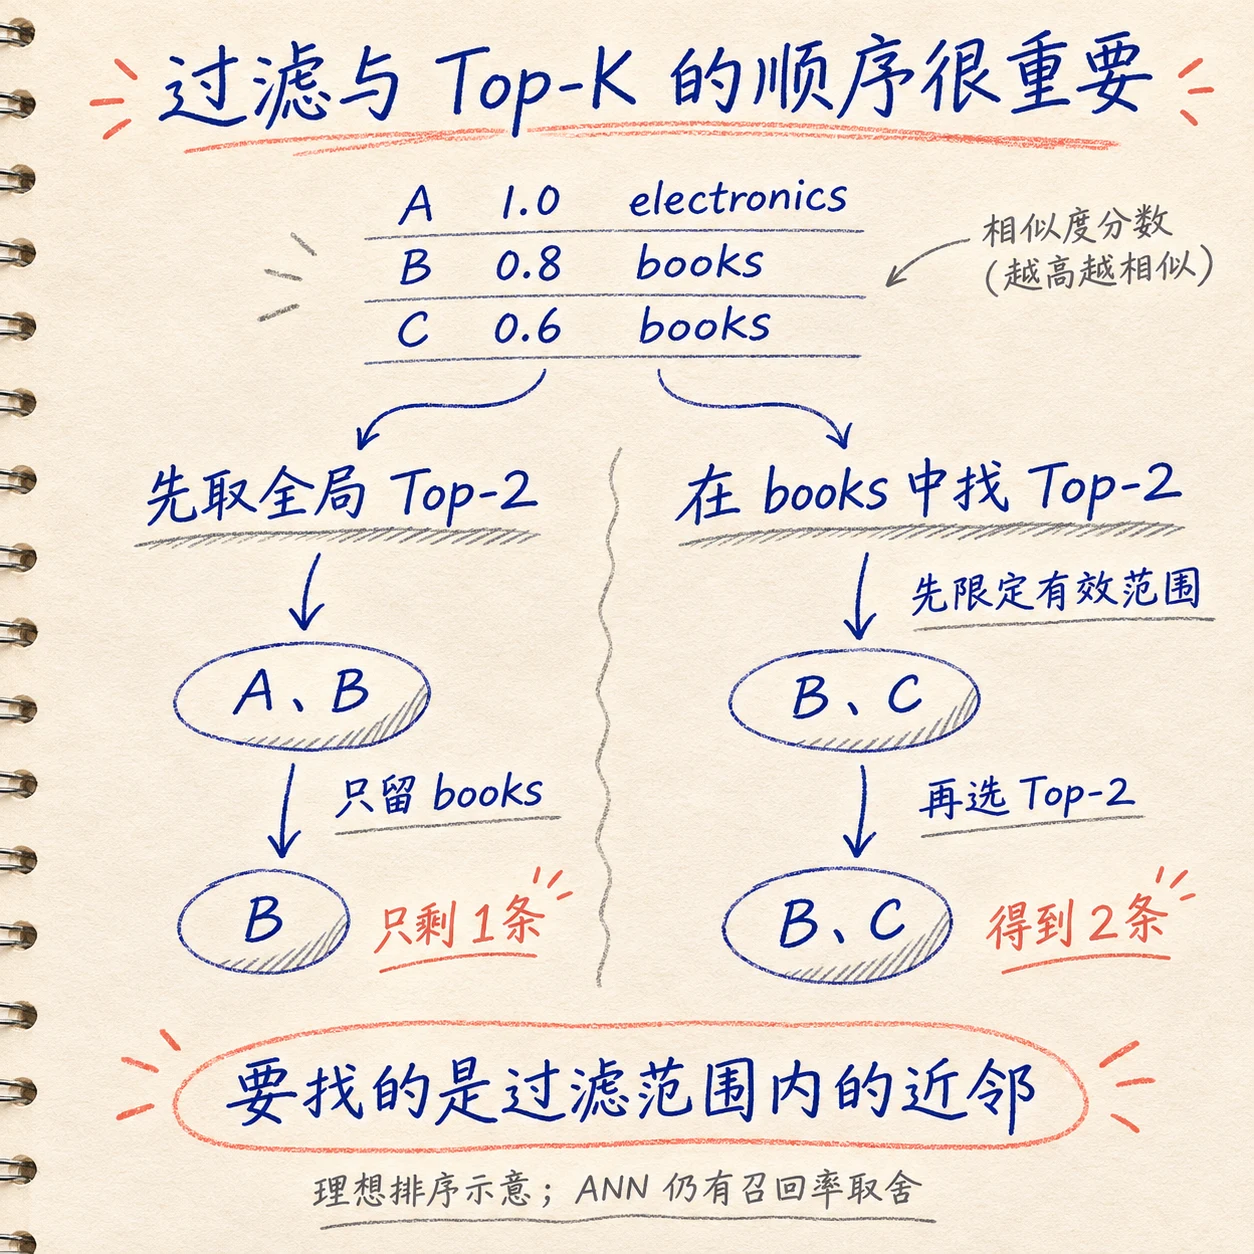 过滤与 Top-K 的顺序很重要
A 1.0 electronics
B 0.8 books
C 0.6 books
相似度分数
(越高越相似)
先取全局 Top-2
在 books 中找 Top-2
先限定有效范围
A、B
B、C
只留 books
再选 Top-2
B
只剩 1条
B、C
得到 2条
要找的是过滤范围内的近邻
理想排序示意；ANN 仍有召回率取舍